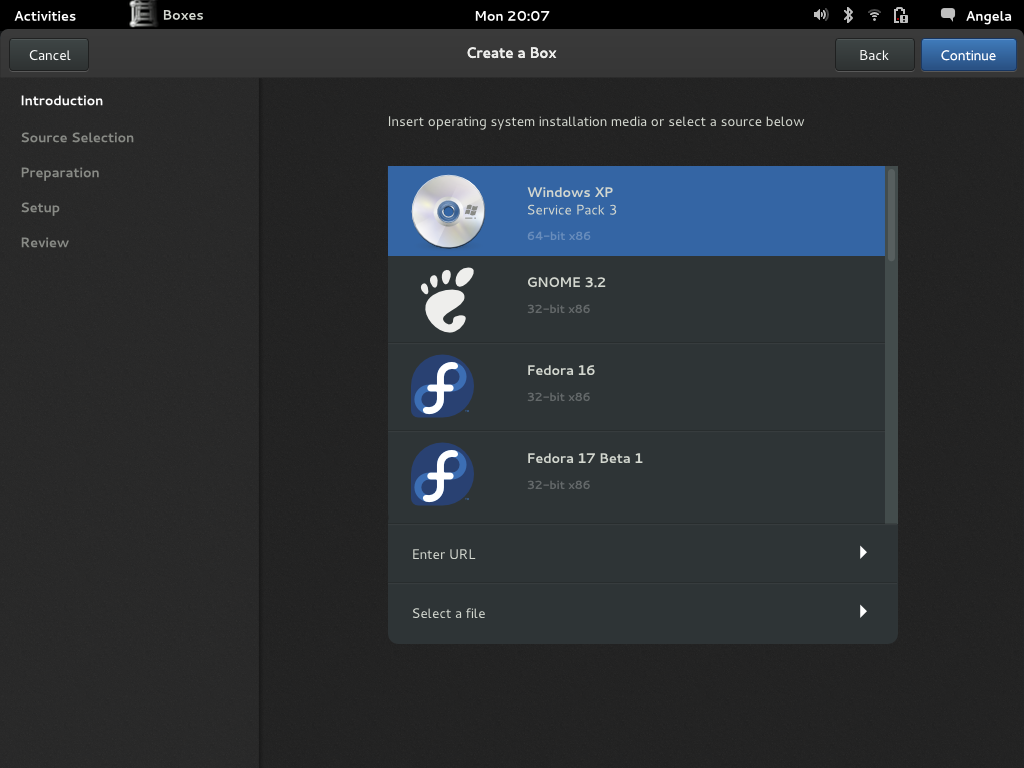 Activities
Boxes
Mon 20:07
Angela
Cancel
Create a Box
Back
Continue
Introduction
Source Selection
Preparation
Setup
Review
Insert operating system installation media or select a source below
Windows XP
Service Pack 3
64-bit x86
GNOME 3.2
32-bit x86
Fedora 16
32-bit x86
Fedora 17 Beta 1
32-bit x86
Enter URL
Select a file